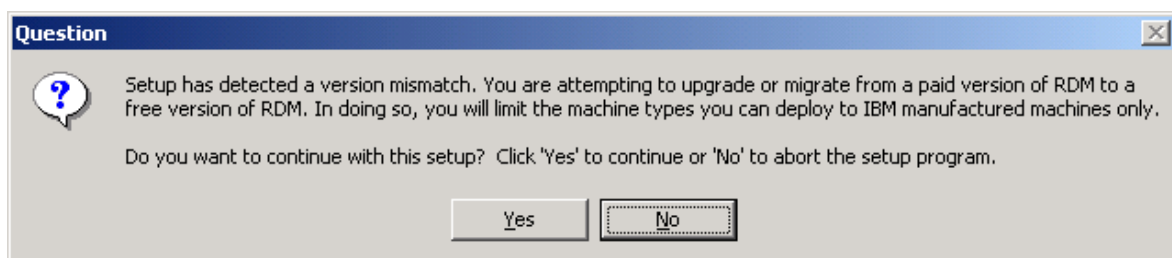 Question
?
Setup has detected a version mismatch. You are attempting to upgrade or migrate from a paid version of RDM to a
free version of RDM. In doing so, you will limit the machine types you can deploy to IBM manufactured machines only.
Do you want to continue with this setup?  Click 'Yes' to continue or 'No' to abort the setup program.
Yes
No